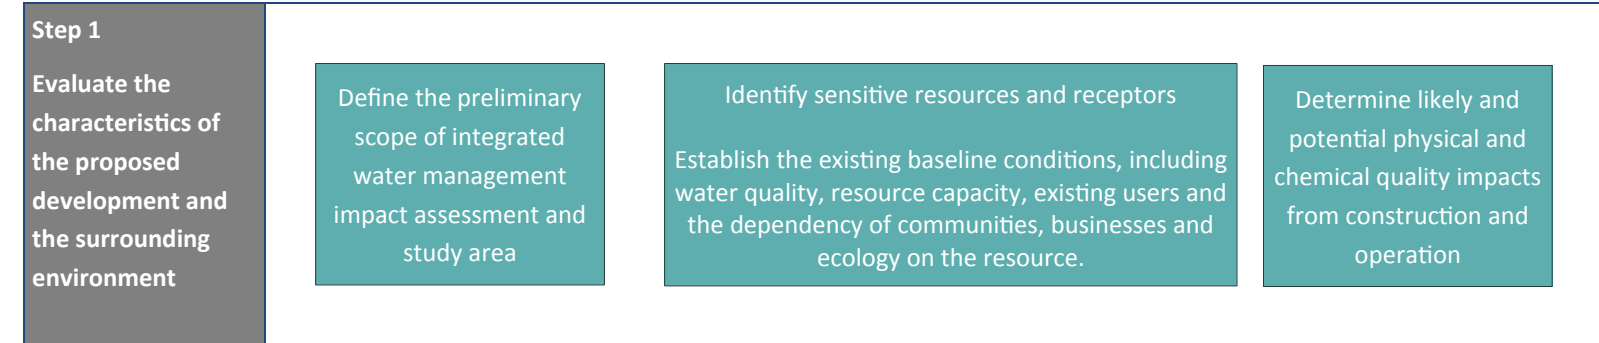 Step 1
Evaluate the
characteristics of
the proposed
development and
the surrounding
environment
Define the preliminary
scope of integrated
water management
impact assessment and
study area
Identify sensitive resources and receptors
Establish the existing baseline conditions, including
water quality, resource capacity, existing users and
the dependency of communities, businesses and
ecology on the resource.
Determine likely and
potential physical and
chemical quality impacts
from construction and
operation